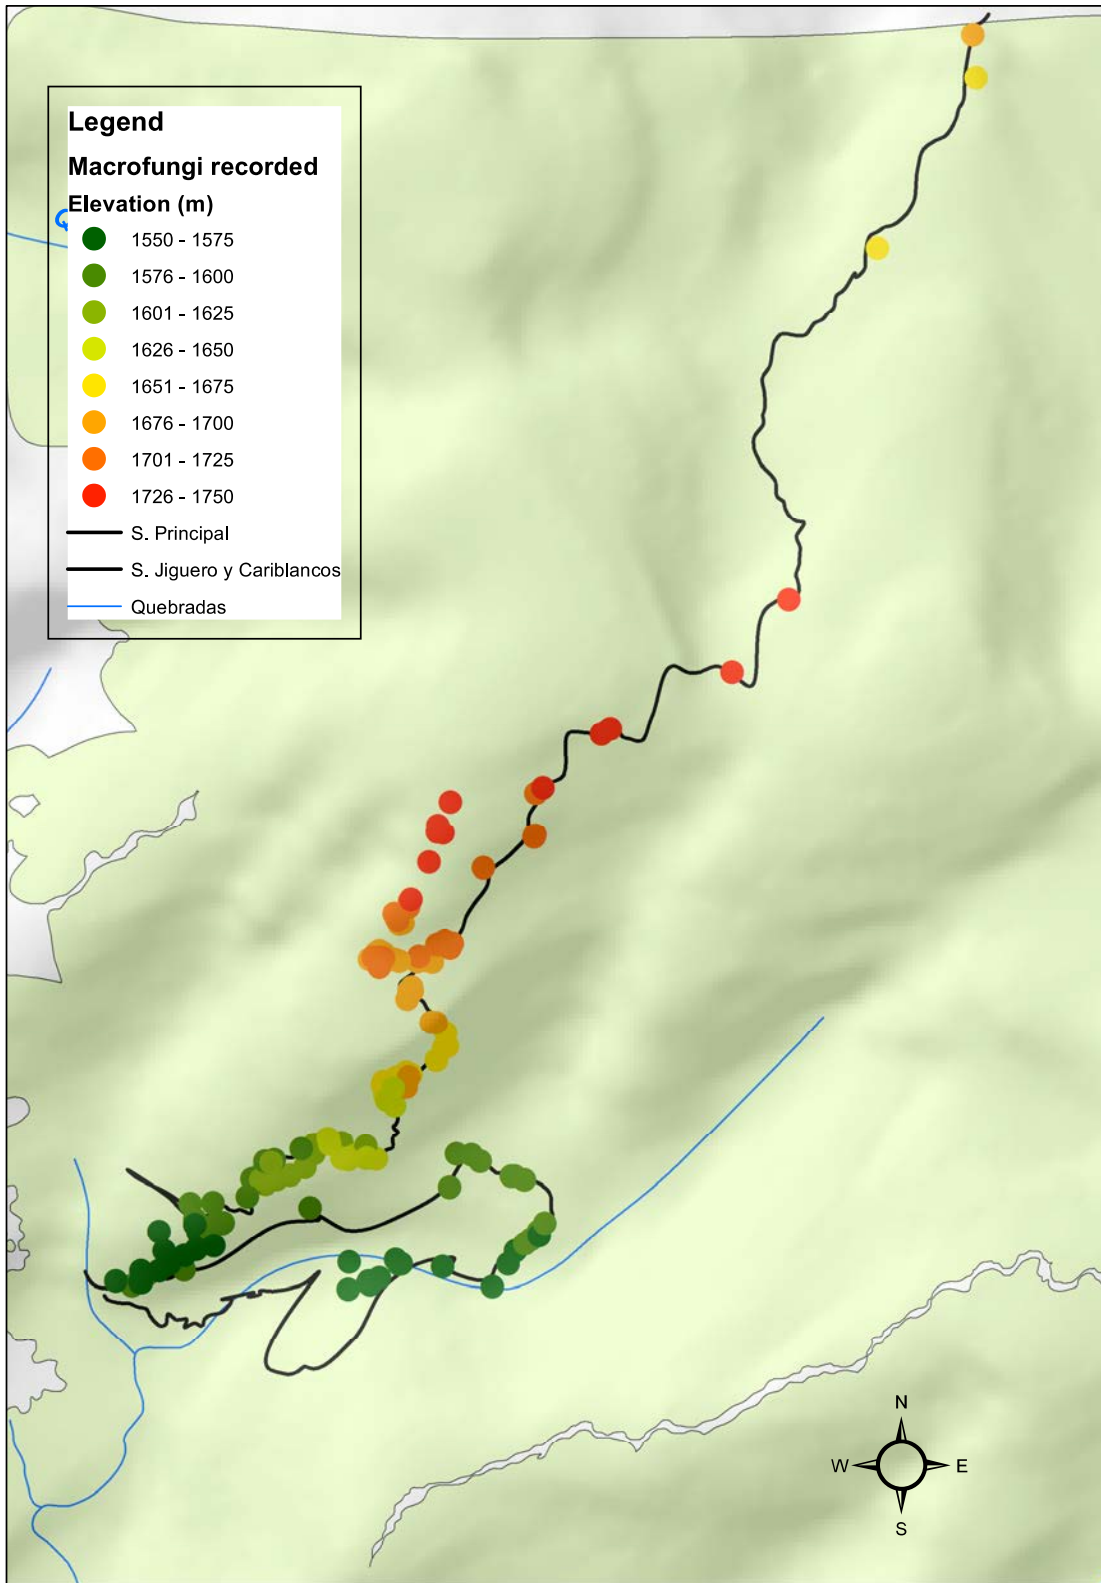 Legend
Macrofungi recorded
Elevation (m)
1550 - 1575
1576 - 1600
1601 - 1625
1626 - 1650
1651 - 1675
1676 - 1700
1701 - 1725
1726 - 1750
S. Principal
S. Jiguero y Cariblancos
Quebradas
N
W E
S